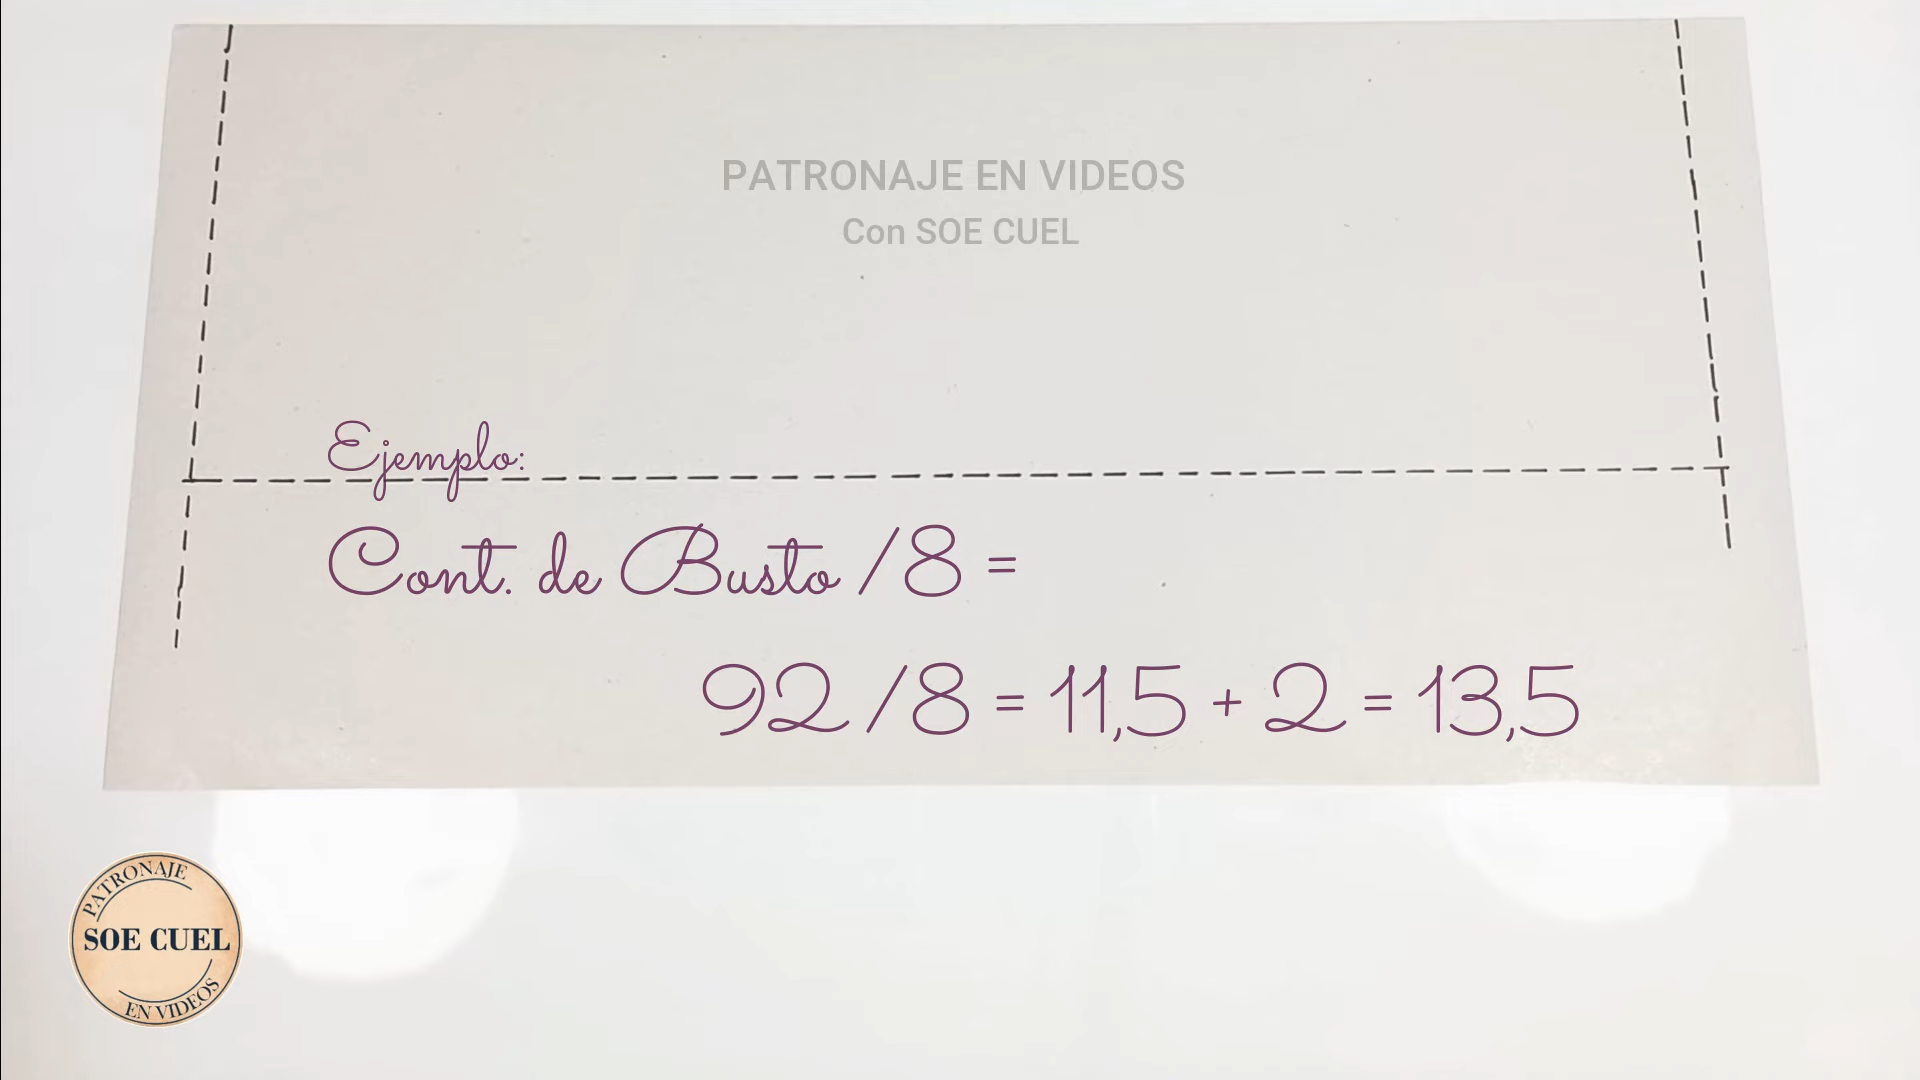 PATRONAJE EN VIDEOS
Con SOE CUEL
Ejemplo:
Cont. de Busto /8 =
92 /8 = 11,5 + 2 = 13,5
PATRONAJE
SOE CUEL
EN VIDEOS